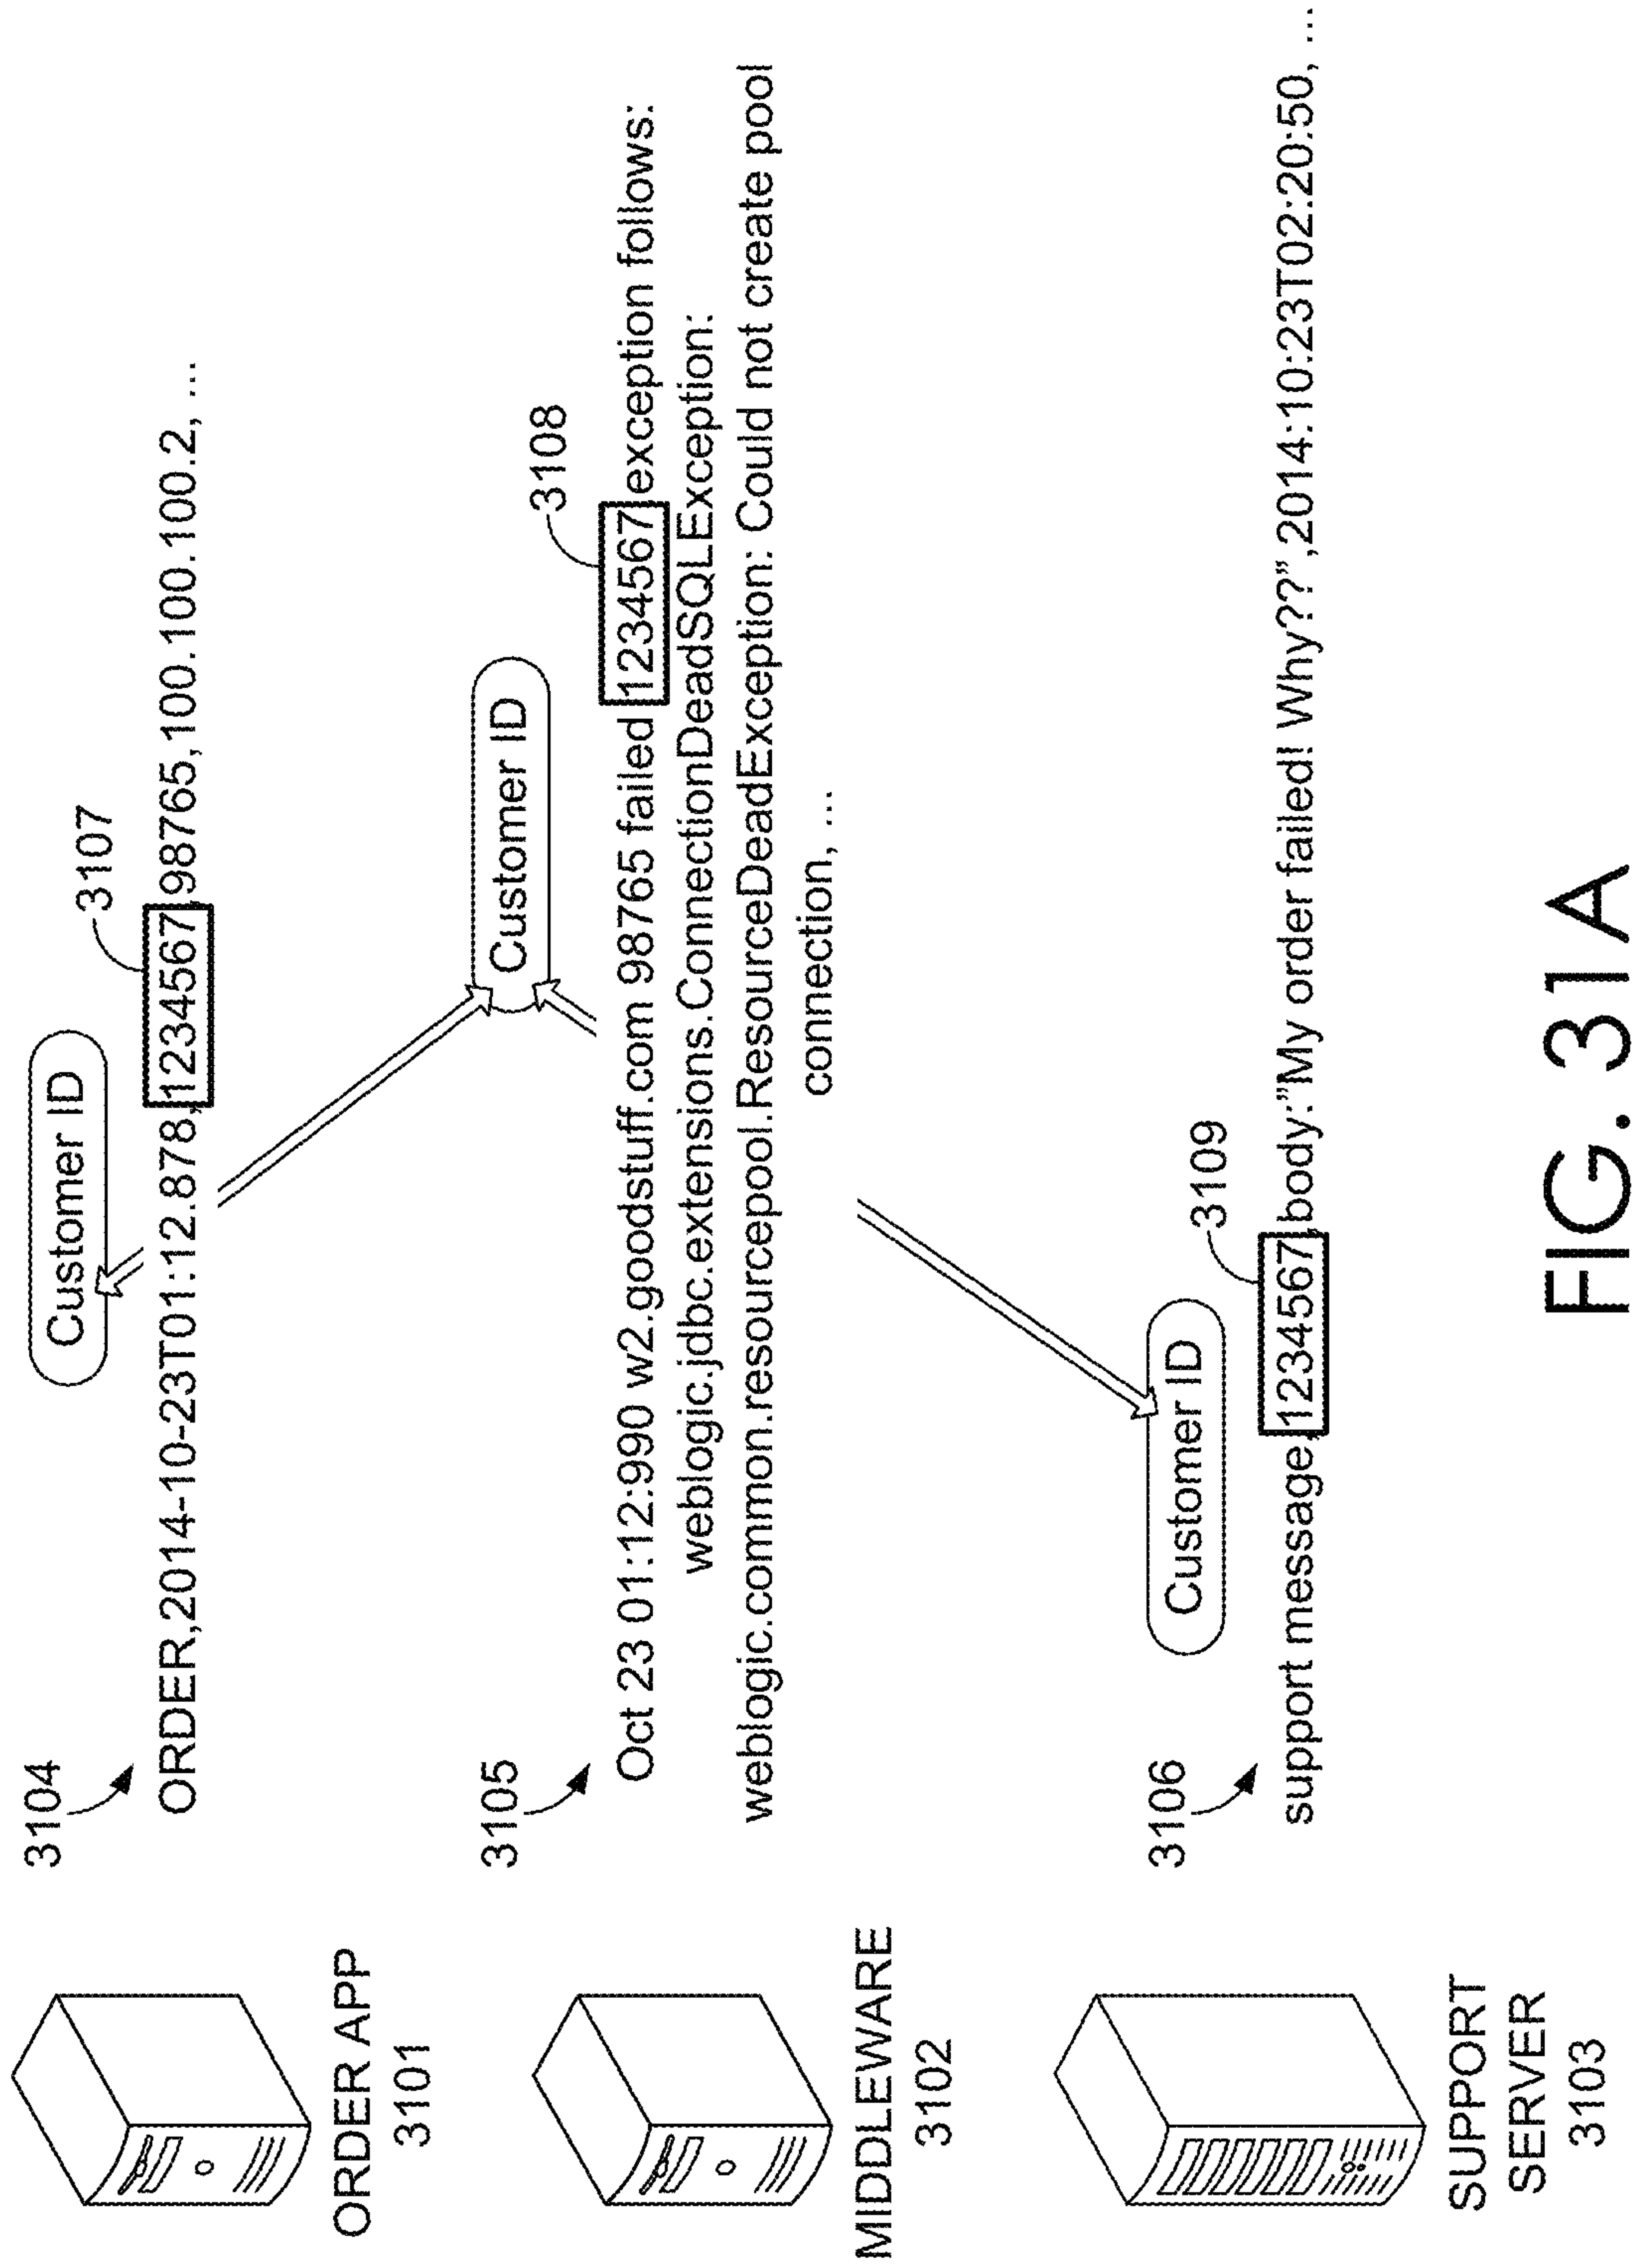 3104
Customer ID
3107
ORDER,2014-10-23T01:12.878,1234567,98765,100.100.100.2, ...
ORDER APP
3101
3105
Customer ID
3108
Oct 23 01:12:990 w2.goodstuff.com 98765 failed 1234567 exception follows:
weblogic.jdbc.extensions.ConnectionDeadSQLException:
weblogic.common.resourcepool.ResourceDeadException: Could not create pool
connection, ...
MIDDLEWARE
3102
3106
Customer ID
3109
support message,1234567,body:”My order failed! Why???”,2014:10:23T02:20:50, ...
SUPPORT
SERVER
3103
FIG. 31A